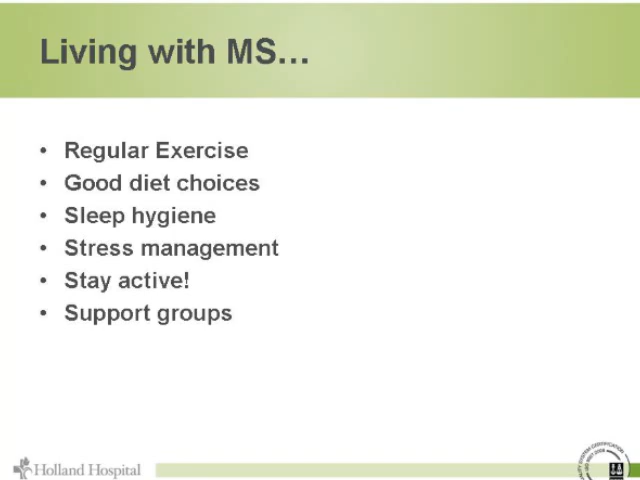 Living with MS...
• Regular Exercise
• Good diet choices
• Sleep hygiene
• Stress management
• Stay active!
• Support groups
Holland Hospital